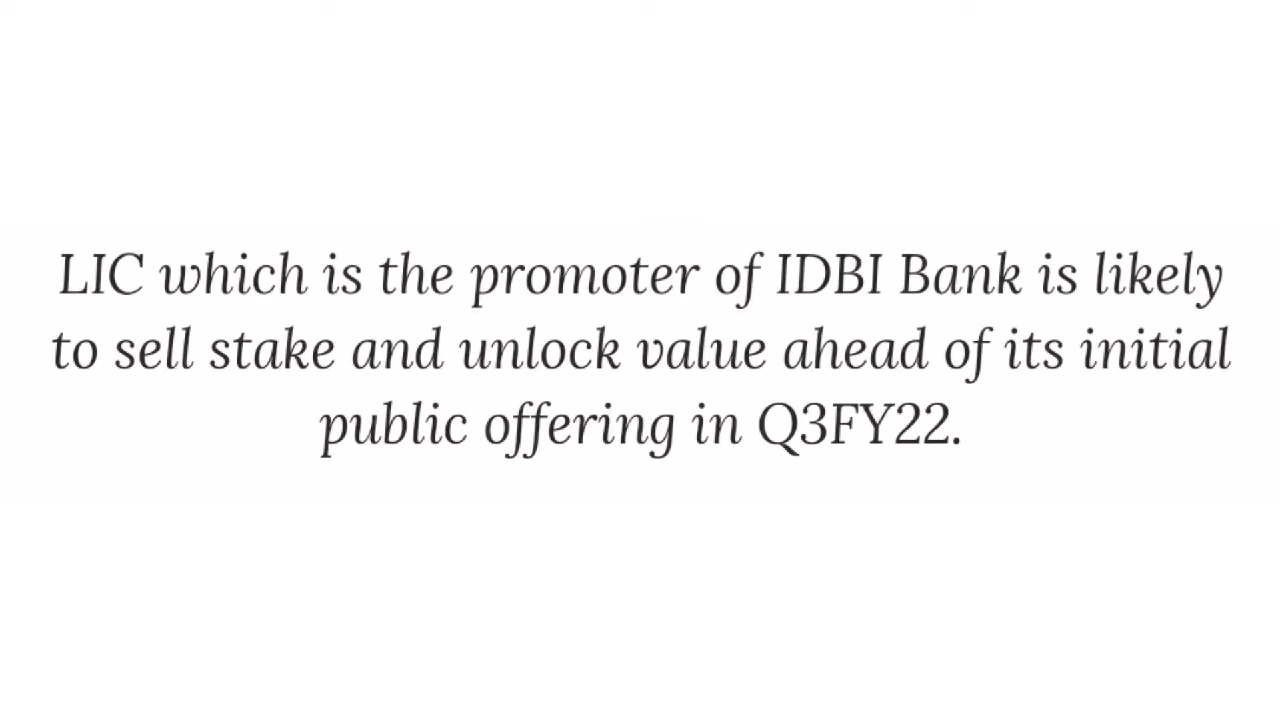 LIC which is the promoter of IDBI Bank is likely
to sell stake and unlock value ahead of its initial
public offering in Q3FY22.